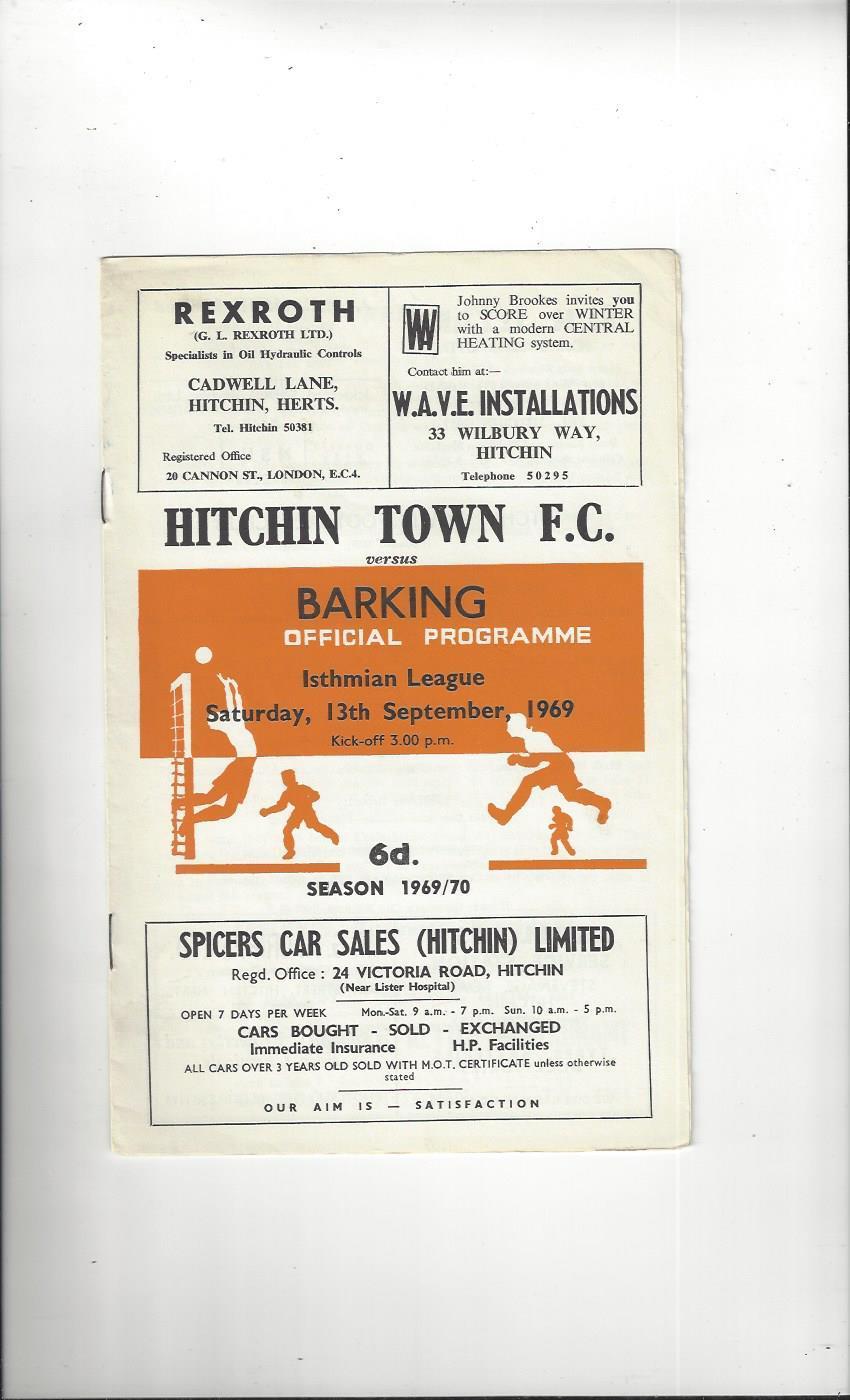 REXROTH
(G. L. REXROTH LTD.)
Specialists in Oil Hydraulic Controls
CADWELL LANE,
HITCHIN, HERTS.
Tel. Hitchin 50381
Registered Office
20 CANNON ST., LONDON, E.C.4.
Johnny Brookes invites you
to SCORE over WINTER
with a modern CENTRAL
HEATING system.
Contact him at:—
W.A.V.E. INSTALLATIONS
33 WILBURY WAY,
HITCHIN
Telephone 50295
HITCHIN TOWN F.C.
versus
BARKING
OFFICIAL PROGRAMME
Isthmian League
Saturday, 13th September, 1969
Kick-off 3.00 p.m.
6d.
SEASON 1969/70
SPICERS CAR SALES (HITCHIN) LIMITED
Regd. Office : 24 VICTORIA ROAD, HITCHIN
(Near Lister Hospital)
OPEN 7 DAYS PER WEEK Mon.-Sat. 9 a.m. - 7 p.m. Sun. 10 a.m. - 5 p.m.
CARS BOUGHT - SOLD - EXCHANGED
Immediate Insurance H.P. Facilities
ALL CARS OVER 3 YEARS OLD SOLD WITH M.O.T. CERTIFICATE unless otherwise
stated
OUR AIM IS — SATISFACTION